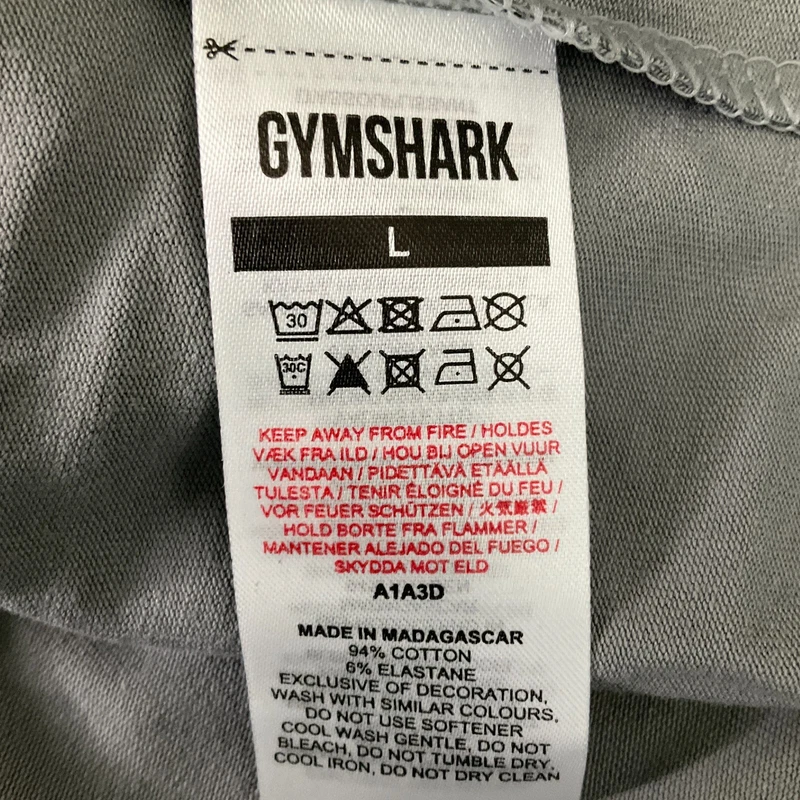 GYMSHARK
L
30
30C
KEEP AWAY FROM FIRE / HOLDES
VÆK FRA ILD / HOU BIJ OPEN VUUR
VANDAAN / PIDETTÄVÄ ETÄÄLLÄ
TULESTA / TENIR ÉLOIGNÉ DU FEU /
VOR FEUER SCHÜTZEN / 火気厳禁 /
HOLD BORTE FRA FLAMMER /
MANTENER ALEJADO DEL FUEGO /
SKYDDA MOT ELD
A1A3D
MADE IN MADAGASCAR
94% COTTON
6% ELASTANE
EXCLUSIVE OF DECORATION,
WASH WITH SIMILAR COLOURS,
DO NOT USE SOFTENER
COOL WASH GENTLE, DO NOT
BLEACH, DO NOT TUMBLE DRY,
COOL IRON, DO NOT DRY CLEAN